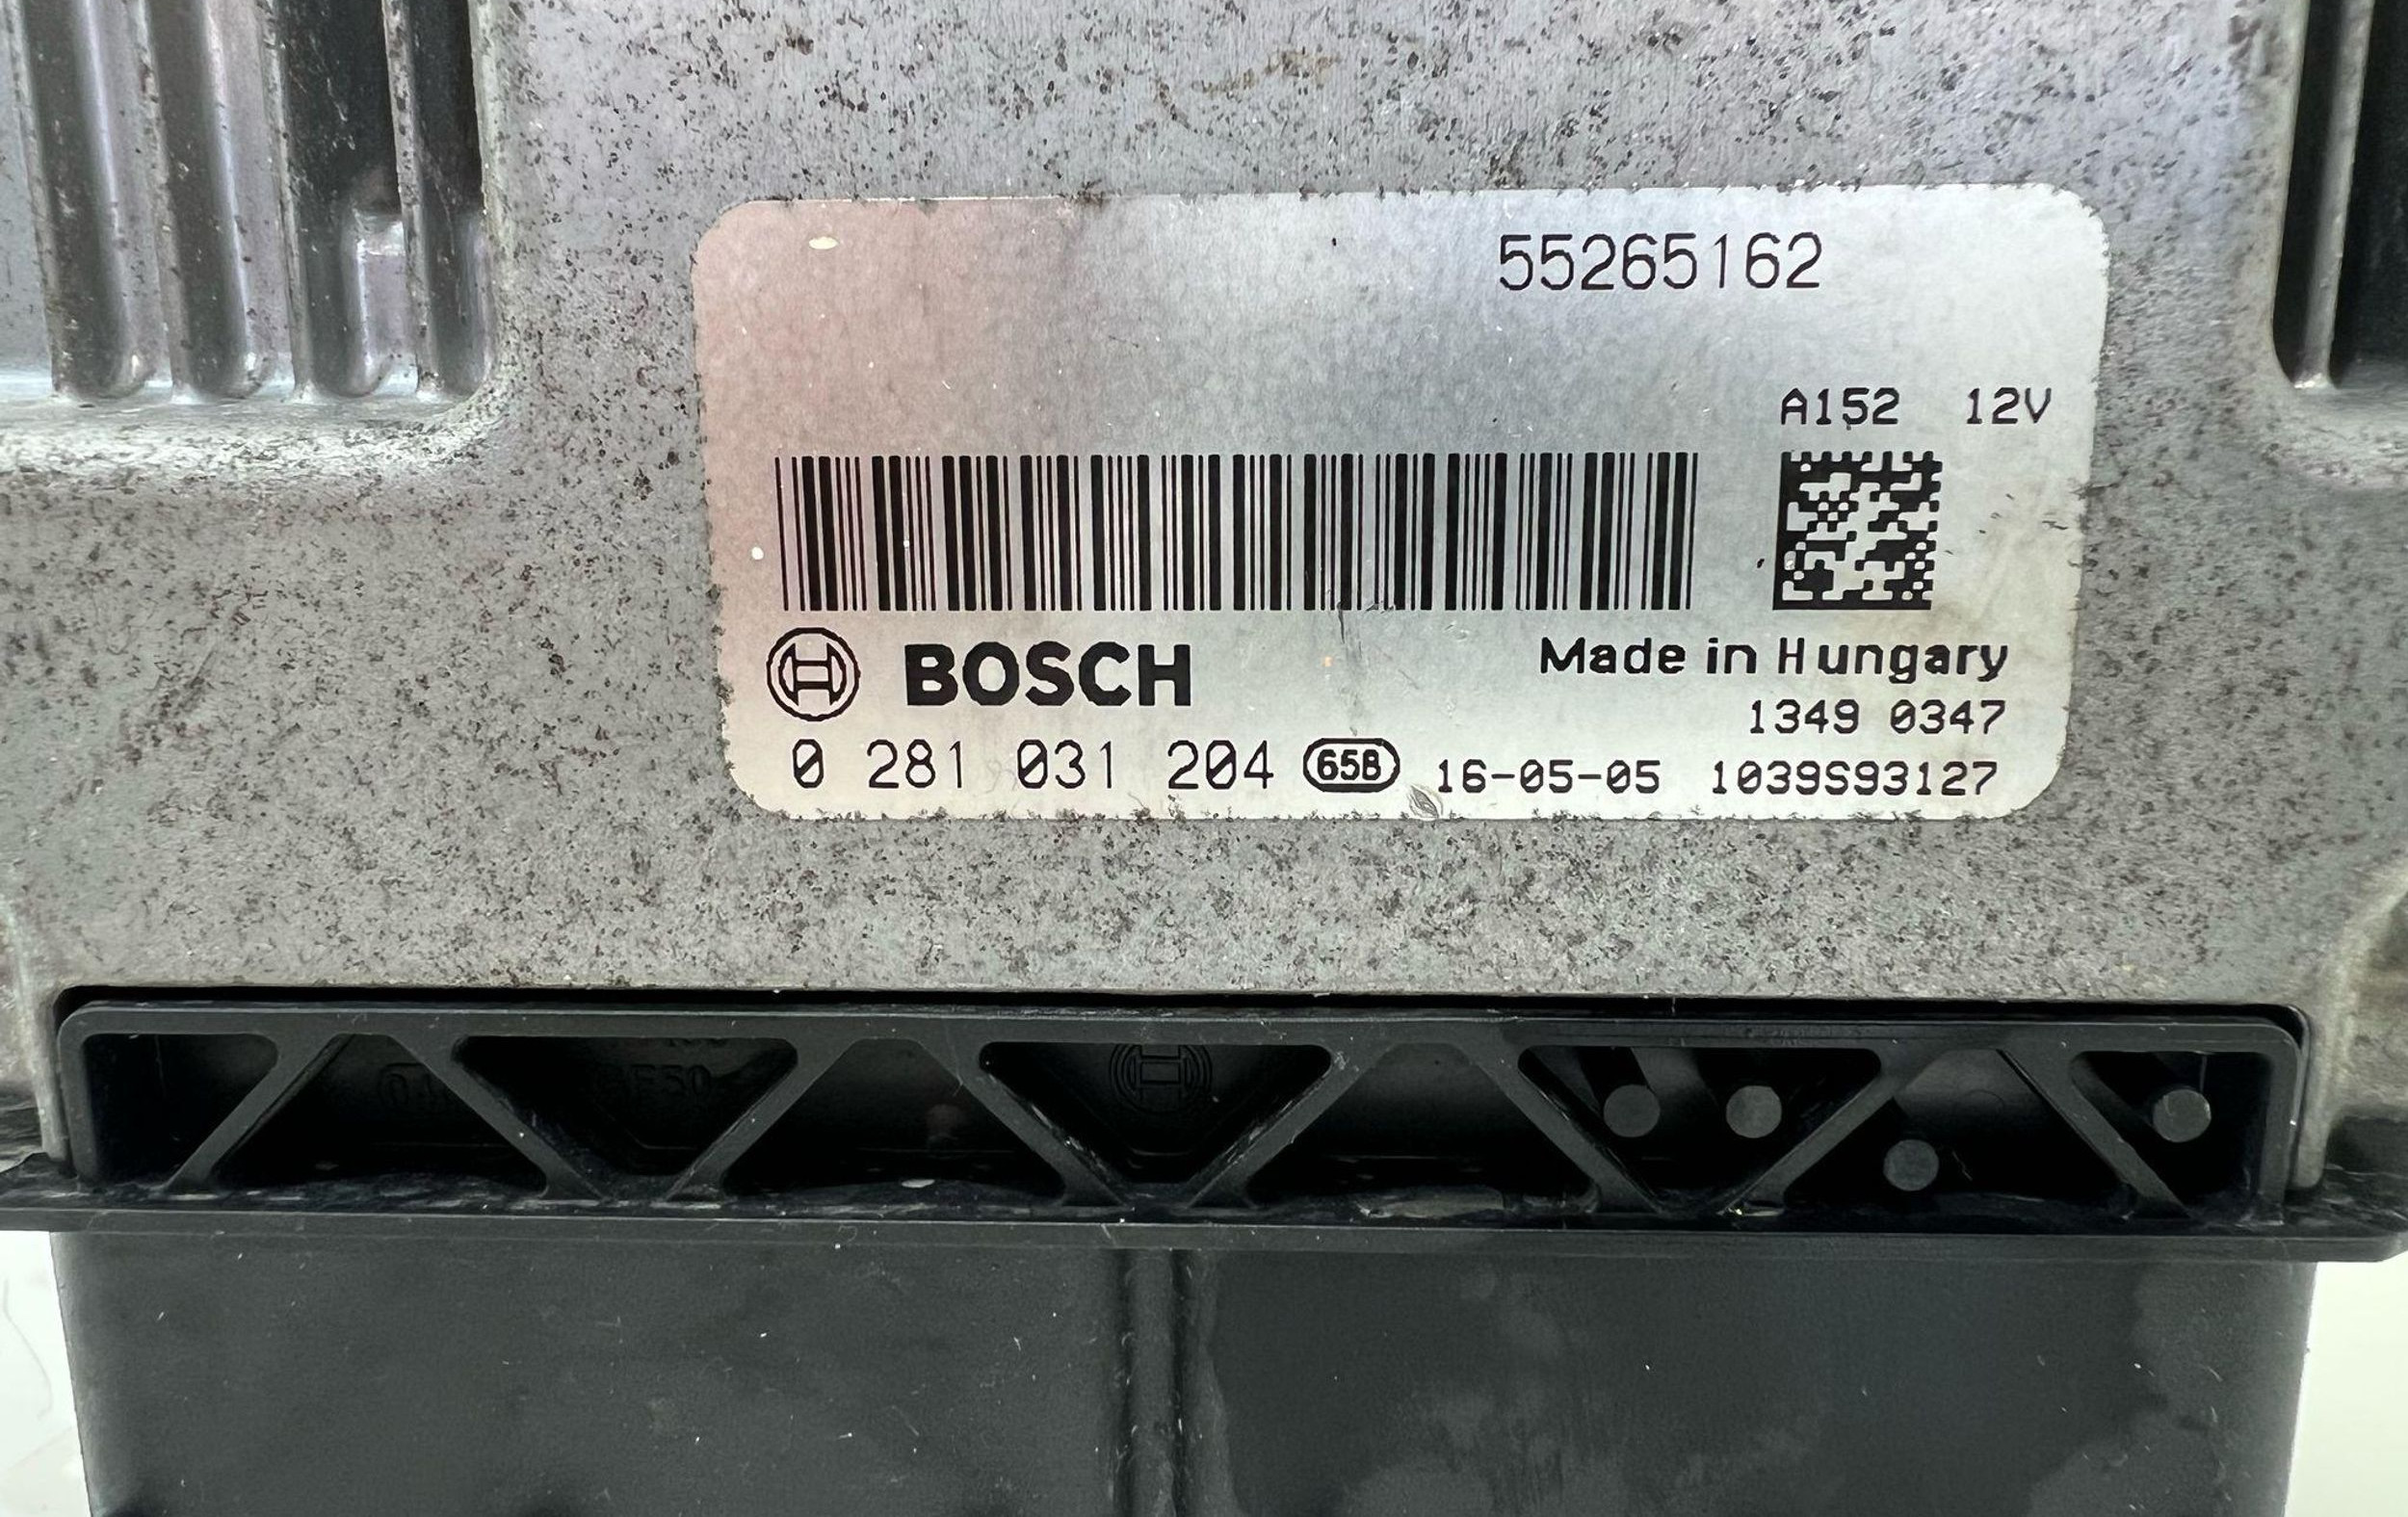 55265162
A152 12V
BOSCH
Made in Hungary
1349 0347
0 281 031 204 65B 16-05-05 1039S93127